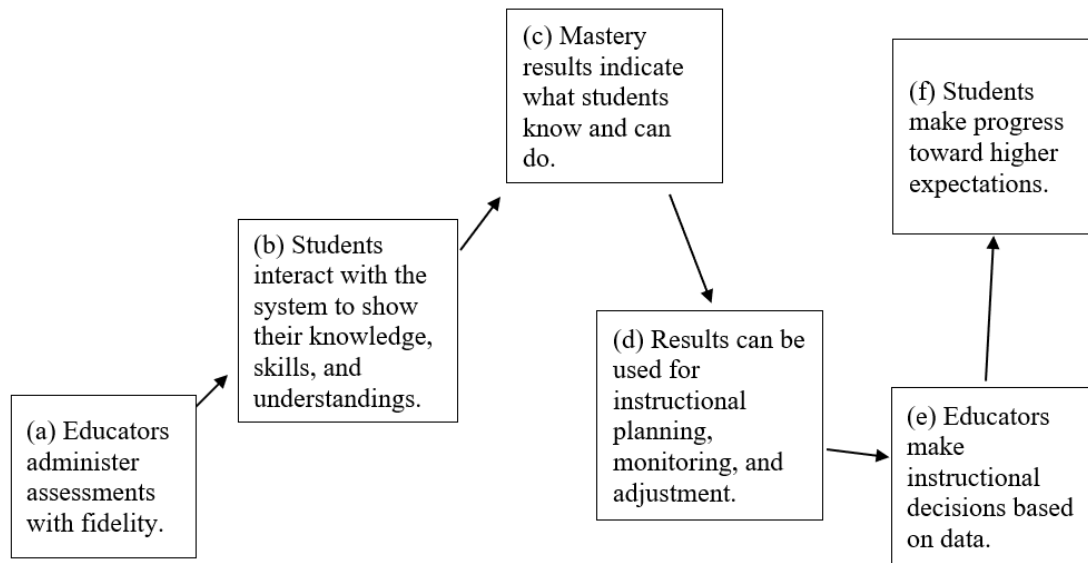 (a) Educators
administer
assessments
with fidelity.
(b) Students
interact with the
system to show
their knowledge,
skills, and
understandings.
(c) Mastery
results indicate
what students
know and can
do.
(d) Results can be
used for
instructional
planning,
monitoring, and
adjustment.
(e) Educators
make
instructional
decisions based
on data.
(f) Students
make progress
toward higher
expectations.